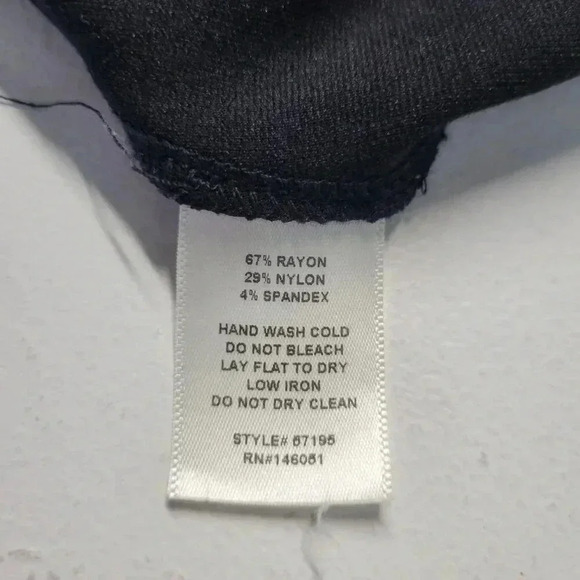 67% RAYON
29% NYLON
4% SPANDEX
HAND WASH COLD
DO NOT BLEACH
LAY FLAT TO DRY
LOW IRON
DO NOT DRY CLEAN
STYLE# 67195
RN#146051